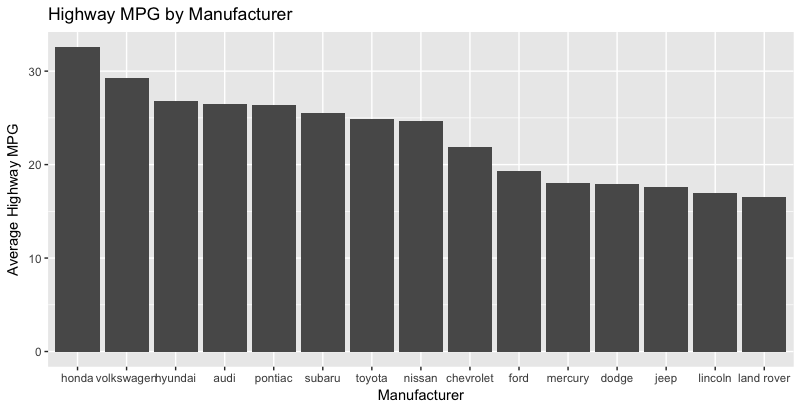 Highway MPG by Manufacturer
Average Highway MPG
30
20
10
0
honda volkswagen hyundai audi pontiac subaru toyota nissan chevrolet ford mercury dodge jeep lincoln land rover
Manufacturer